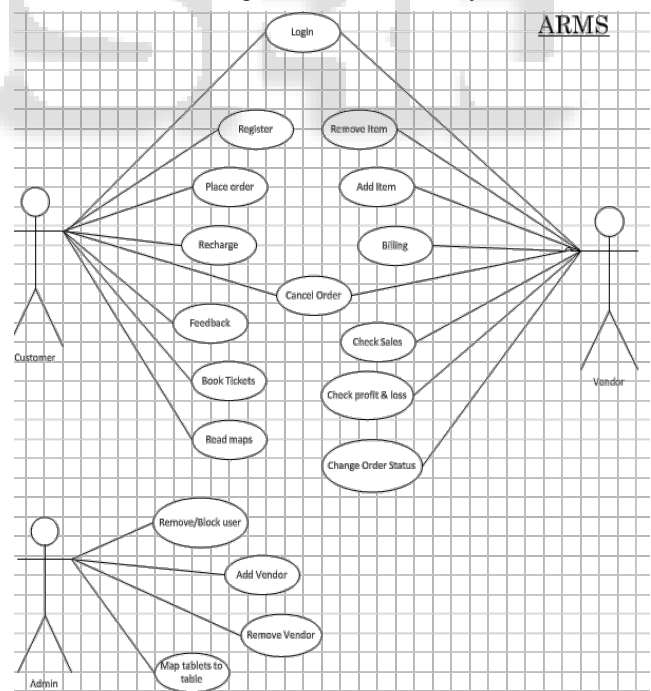 ARMS
Login
Register
Remove Item
Place order
Add Item
Recharge
Billing
Cancel Order
Feedback
Check Sales
Customer
Book Tickets
Vendor
Check profit & loss
Read maps
Change Order Status
Remove/Block user
Add Vendor
Remove Vendor
Map tablets to
table
Admin